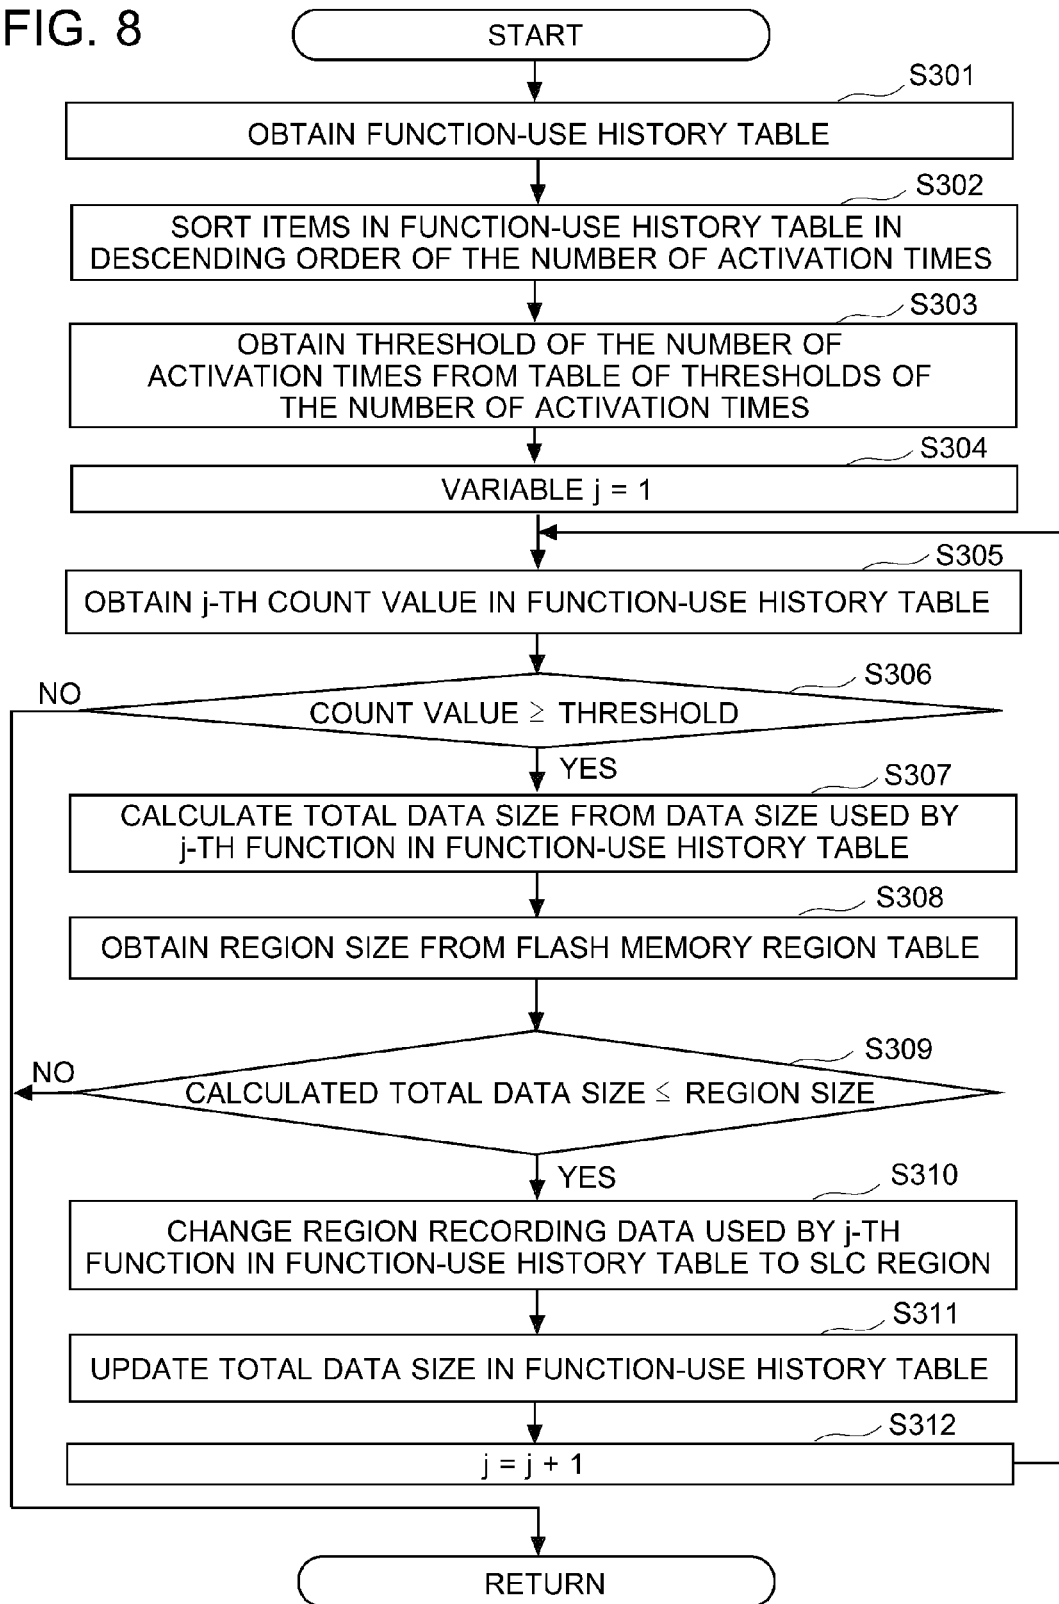 FIG. 8
START
S301
OBTAIN FUNCTION-USE HISTORY TABLE
S302
SORT ITEMS IN FUNCTION-USE HISTORY TABLE IN
DESCENDING ORDER OF THE NUMBER OF ACTIVATION TIMES
S303
OBTAIN THRESHOLD OF THE NUMBER OF
ACTIVATION TIMES FROM TABLE OF THRESHOLDS OF
THE NUMBER OF ACTIVATION TIMES
S304
VARIABLE j = 1
S305
OBTAIN j-TH COUNT VALUE IN FUNCTION-USE HISTORY TABLE
S306
NO
COUNT VALUE ≧ THRESHOLD
YES
S307
CALCULATE TOTAL DATA SIZE FROM DATA SIZE USED BY
j-TH FUNCTION IN FUNCTION-USE HISTORY TABLE
S308
OBTAIN REGION SIZE FROM FLASH MEMORY REGION TABLE
S309
NO
CALCULATED TOTAL DATA SIZE ≦ REGION SIZE
YES
S310
CHANGE REGION RECORDING DATA USED BY j-TH
FUNCTION IN FUNCTION-USE HISTORY TABLE TO SLC REGION
S311
UPDATE TOTAL DATA SIZE IN FUNCTION-USE HISTORY TABLE
S312
j = j + 1
RETURN